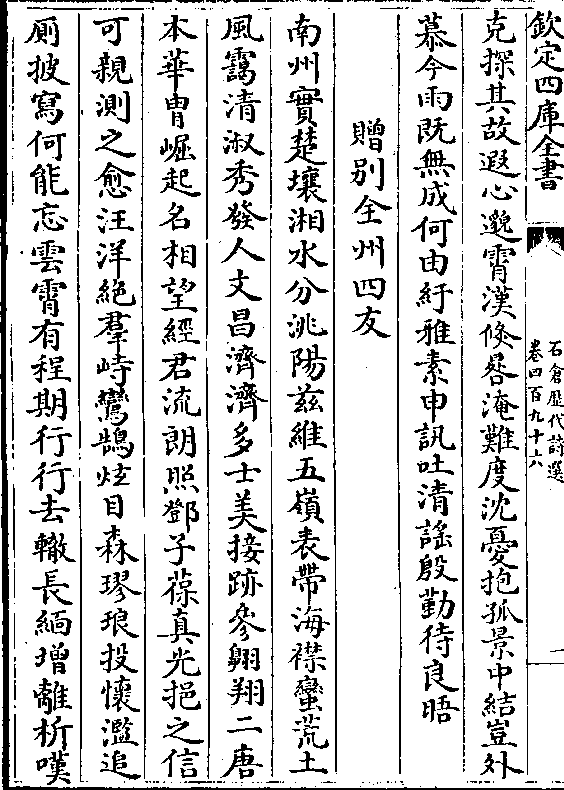 欽定四庫全書
石倉歴代詩選
卷四百九十六
一
克探其故遐心邈霄漢倐晷淹難度沈憂抱孤景中結豈外
慕今雨既無成何由紓雅素申訊吐清謡殷勤待良晤
贈别全州四友
南州實楚壤湘水分洮陽兹維五嶺表帶海襟蠻荒土
風靄清淑秀發人文昌濟濟多士美接跡參翺翔二唐
本華胄崛起名相望經君流朗照鄧子葆真光挹之信
可親測之愈汪洋絶羣峙鸞鵠炫目森璆琅投懷濫追
厠披寫何能忘雲霄有程期行行去轍長緬増離析嘆